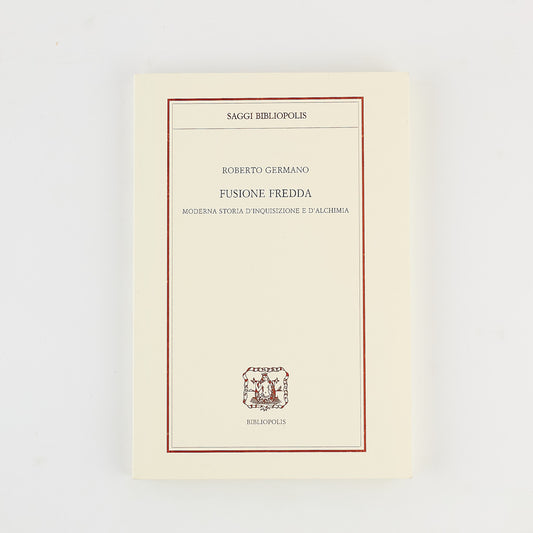 SAGGI BIBLIOPOLIS
ROBERTO GERMANO
FUSIONE FREDDA
MODERNA STORIA D'INQUISIZIONE E D'ALCHIMIA
BIBLIOPOLIS